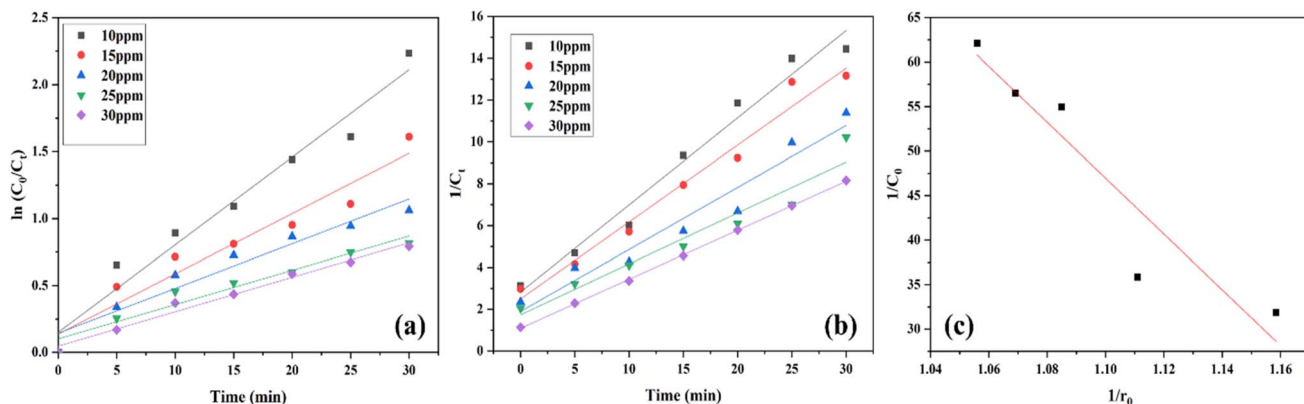 2.5
2.0
1.5
1.0
0.5
0.0
ln (C₀/Cₜ)
10ppm
15ppm
20ppm
25ppm
30ppm
(a)
0 5 10 15 20 25 30
Time (min)
16
14
12
10
8
6
4
2
0
1/Cₜ
10ppm
15ppm
20ppm
25ppm
30ppm
(b)
0 5 10 15 20 25 30
Time (min)
65
60
55
50
45
40
35
30
1/C₀
(c)
1.04 1.06 1.08 1.10 1.12 1.14 1.16
1/r₀